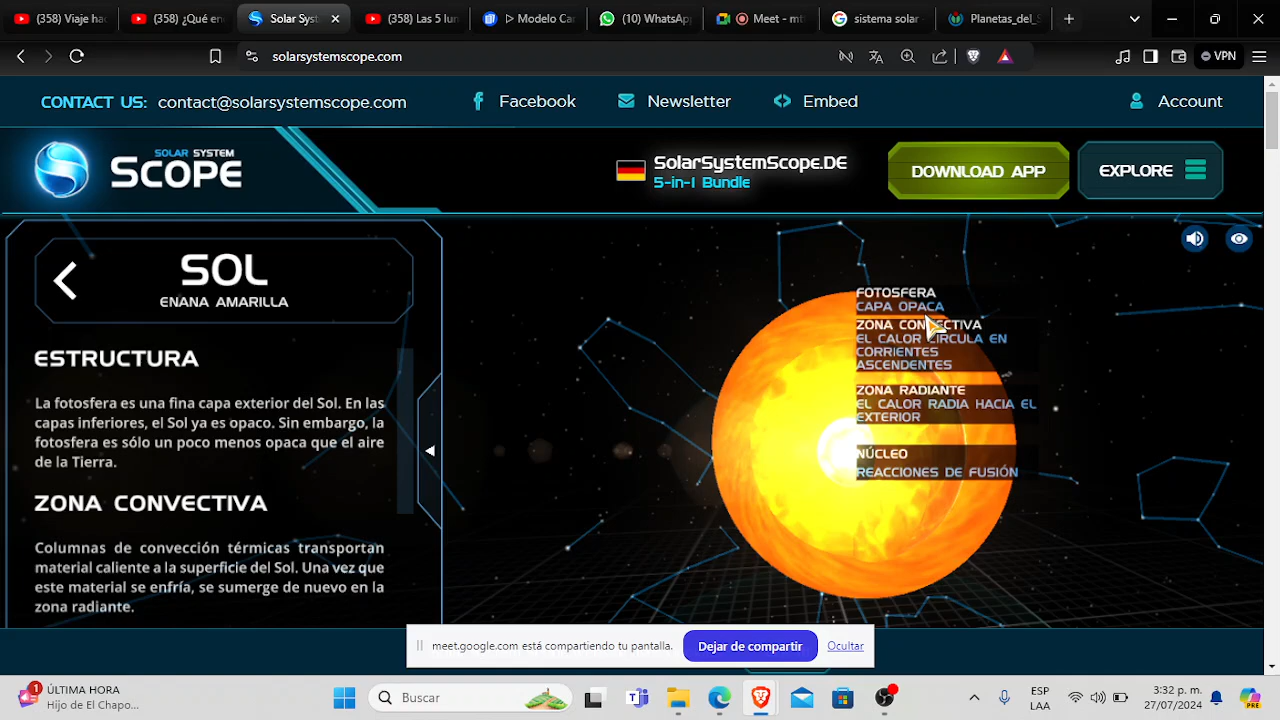 (358) Viaje hac
(358) ¿Qué en
Solar Syst
(358) Las 5 lun
Modelo Car
(10) WhatsApp
Meet - mt
sistema solar
Planetas_del_S
solarsystemscope.com
VPN
CONTACT US: contact@solarsystemscope.com
Facebook
Newsletter
Embed
Account
SOLAR SYSTEM
SCOPE
SolarSystemScope.DE
5-in-1 Bundle
DOWNLOAD APP
EXPLORE
SOL
ENANA AMARILLA
ESTRUCTURA
La fotosfera es una fina capa exterior del Sol. En las
capas inferiores, el Sol ya es opaco. Sin embargo, la
fotosfera es sólo un poco menos opaca que el aire
de la Tierra.
ZONA CONVECTIVA
Columnas de convección térmicas transportan
material caliente a la superficie del Sol. Una vez que
este material se enfría, se sumerge de nuevo en la
zona radiante.
FOTOSFERA
CAPA OPACA
ZONA CONVECTIVA
EL CALOR CIRCULA EN
CORRIENTES
ASCENDENTES
ZONA RADIANTE
EL CALOR RADIA HACIA EL
EXTERIOR
NÚCLEO
REACCIONES DE FUSIÓN
meet.google.com está compartiendo tu pantalla.
Dejar de compartir
Ocultar
1
ÚLTIMA HORA
Hijo de El Chapo...
Buscar
ESP
LAA
3:32 p. m.
27/07/2024
PRE